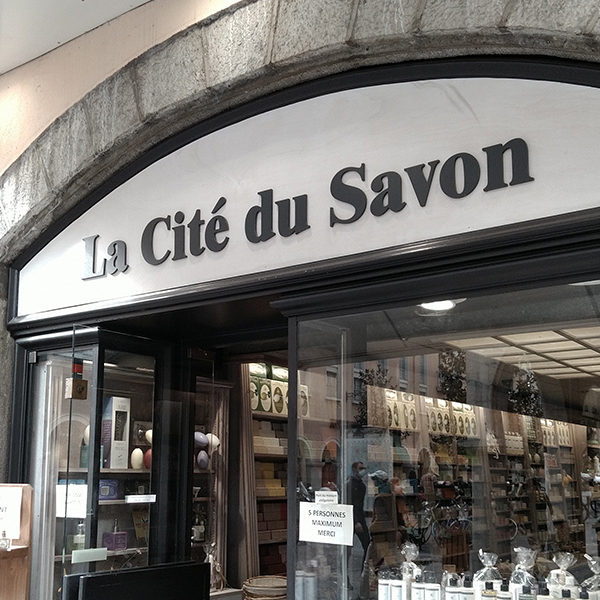 La Cité du Savon
5 PERSONNES
MAXIMUM
MERCI